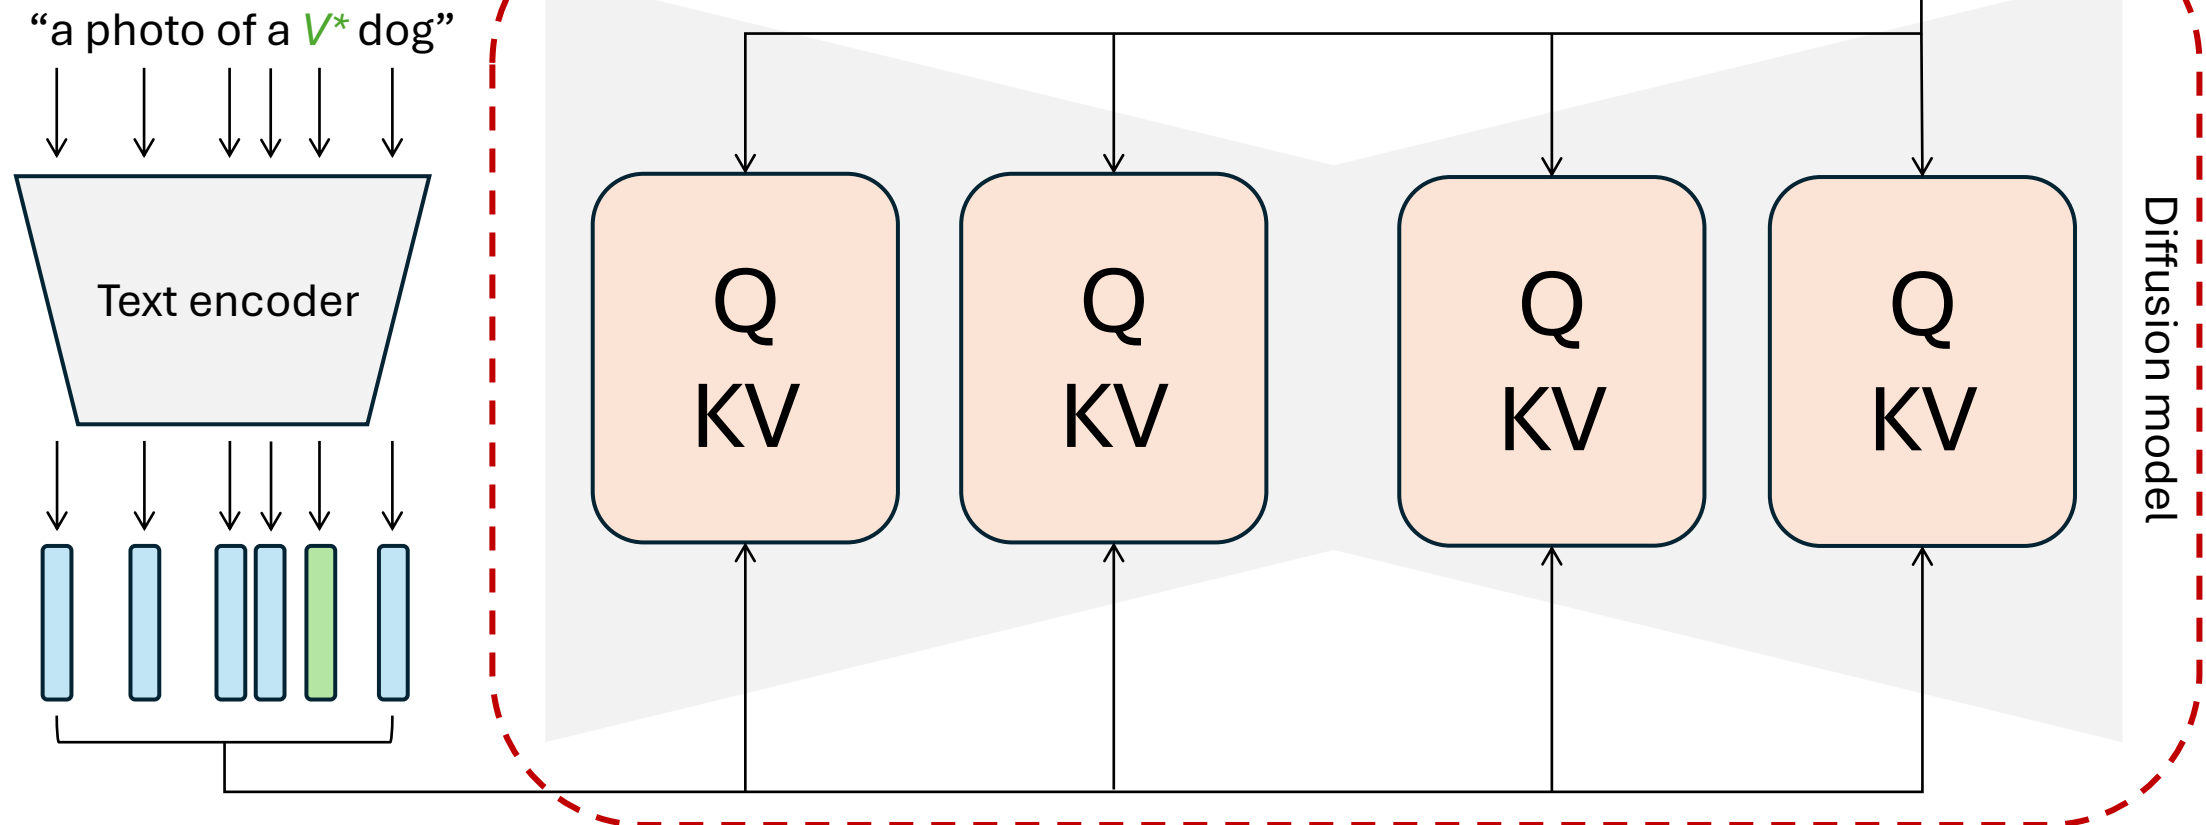 “a photo of a V* dog”
Text encoder
Q
KV
Q
KV
Q
KV
Q
KV
Diffusion model